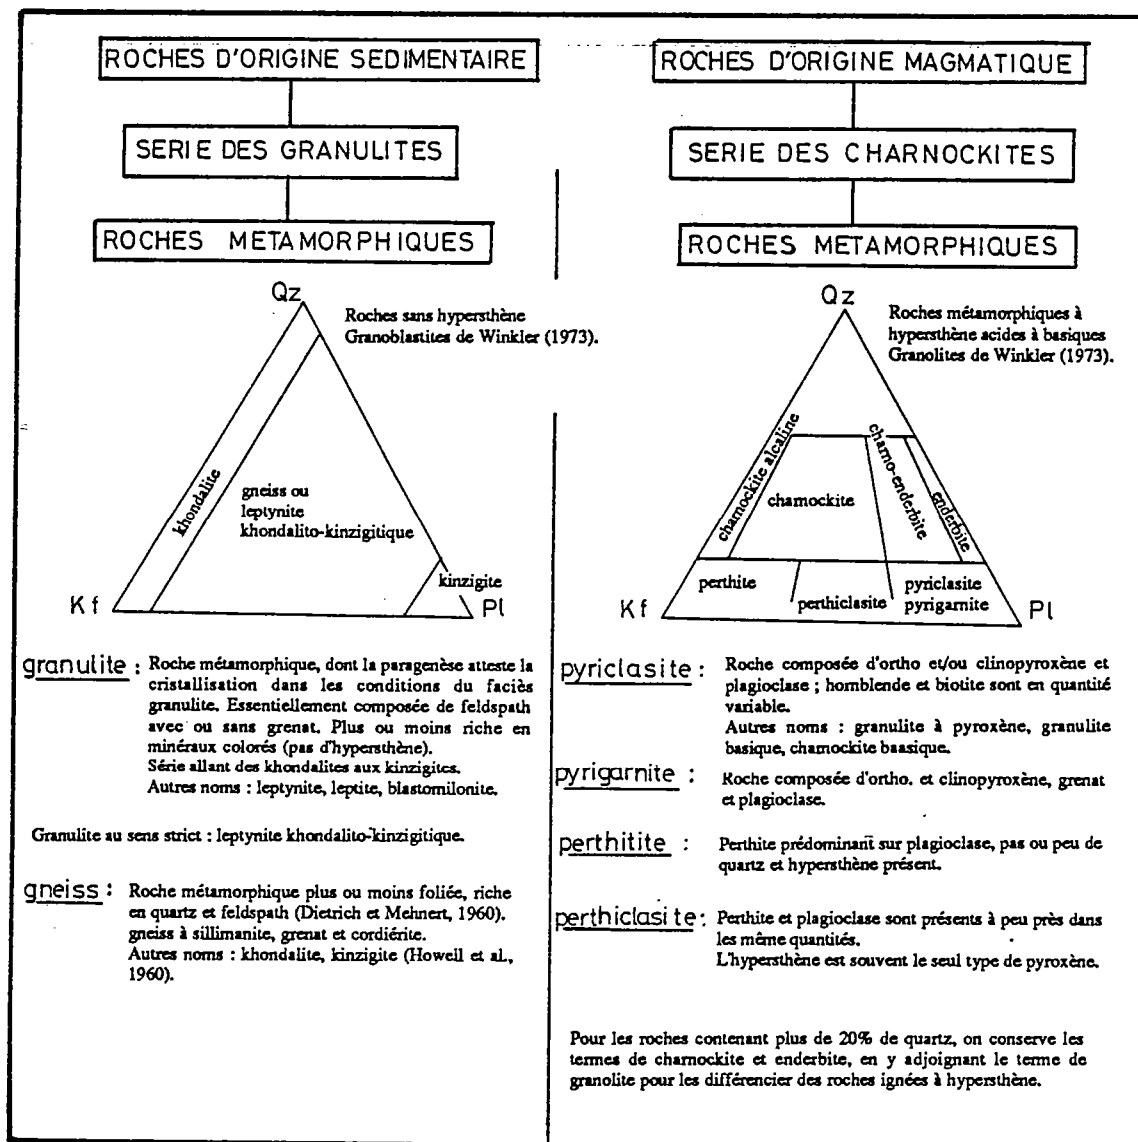 ROCHES D'ORIGINE SEDIMENTAIRE
SERIE DES GRANULITES
ROCHES METAMORPHIQUES
Qz
Roches sans hypersthène
Granoblastites de Winkler (1973).
khondalite
gneiss ou
leptynite
khondalito-kinzigitique
kinzigite
Kf
Pl
granulite : Roche métamorphique, dont la paragenèse atteste la
cristallisation dans les conditions du faciès
granulite. Essentiellement composée de feldspath
avec ou sans grenat. Plus ou moins riche en
minéraux colorés (pas d'hypersthène).
Série allant des khondalites aux kinzigites.
Autres noms : leptynite, leptite, blastomilonite.
Granulite au sens strict : leptynite khondalito-kinzigitique.
gneiss : Roche métamorphique plus ou moins foliée, riche
en quartz et feldspath (Dietrich et Mehnert, 1960).
gneiss à sillimanite, grenat et cordiérite.
Autres noms : khondalite, kinzigite (Howell et al.,
1960).
ROCHES D'ORIGINE MAGMATIQUE
SERIE DES CHARNOCKITES
ROCHES METAMORPHIQUES
Qz
Roches métamorphiques à
hypersthène acides à basiques
Granolites de Winkler (1973).
charnockite alcaline
charnockite
charno-enderbite
enderbite
perthite
perthiclasite
pyriclasite
pyrigarnite
Kf
Pl
pyriclasite : Roche composée d'ortho et/ou clinopyroxène et
plagioclase ; hornblende et biotite sont en quantité
variable.
Autres noms : granulite à pyroxène, granulite
basique, charnockite baasique.
pyrigarnite : Roche composée d'ortho. et clinopyroxène, grenat
et plagioclase.
perthitite : Perthite prédominant sur plagioclase, pas ou peu de
quartz et hypersthène présent.
perthiclasite : Perthite et plagioclase sont présents à peu près dans
les même quantités.
L'hypersthène est souvent le seul type de pyroxène.
Pour les roches contenant plus de 20% de quartz, on conserve les
termes de charnockite et enderbite, en y adjoignant le terme de
granolite pour les différencier des roches ignées à hypersthène.